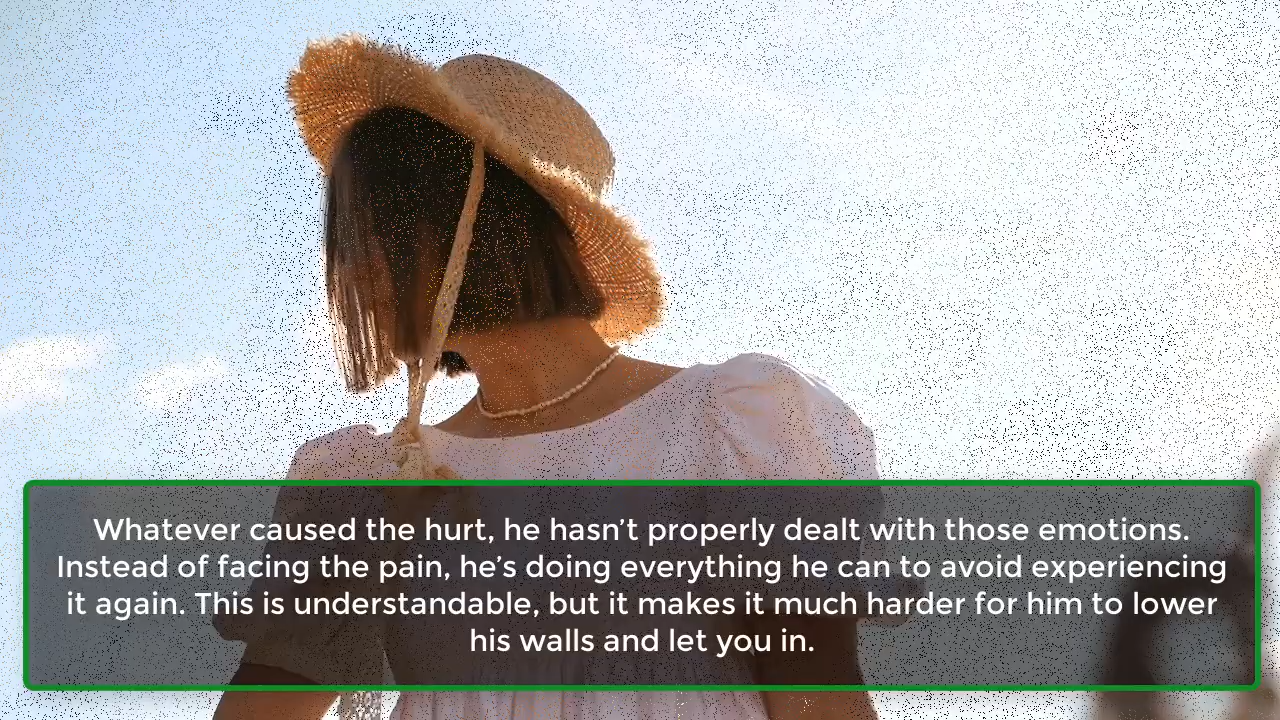 Whatever caused the hurt, he hasn’t properly dealt with those emotions.
Instead of facing the pain, he’s doing everything he can to avoid experiencing
it again. This is understandable, but it makes it much harder for him to lower
his walls and let you in.